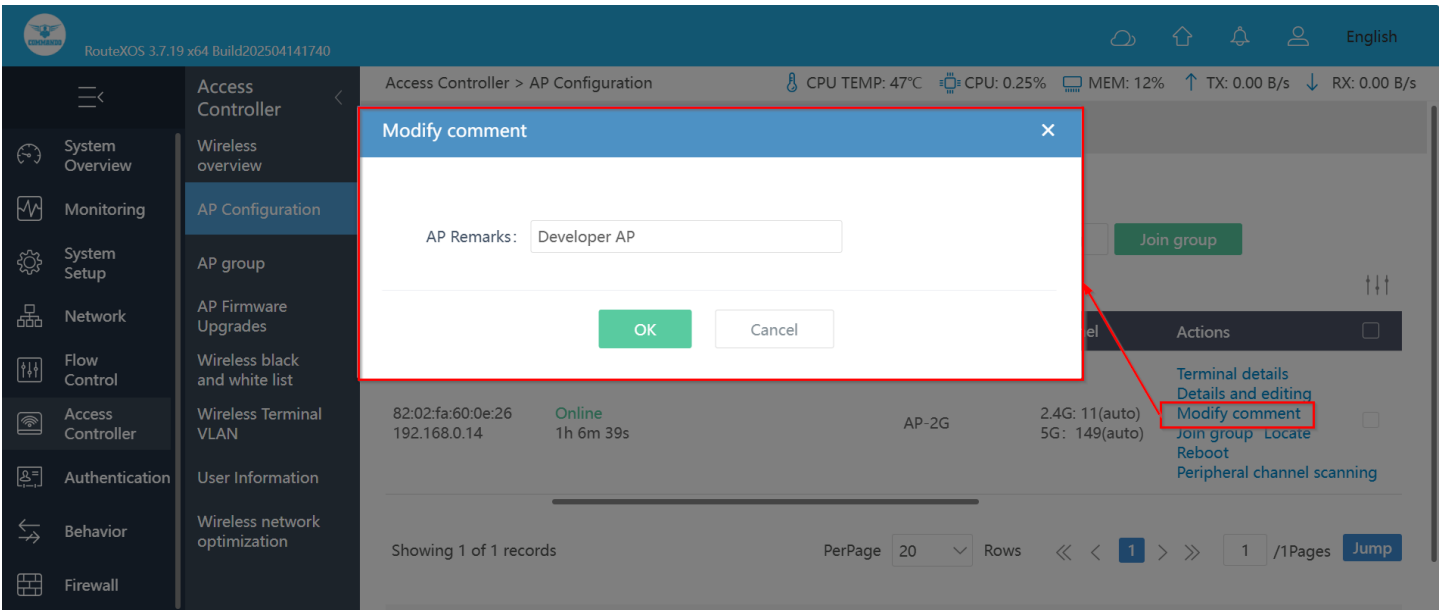 COMMANDO
RouteXOS 3.7.19 x64 Build202504141740
English
Access Controller > AP Configuration
CPU TEMP: 47℃
CPU: 0.25%
MEM: 12%
TX: 0.00 B/s
RX: 0.00 B/s
System
Overview
Monitoring
System
Setup
Network
Flow
Control
Access
Controller
Authentication
Behavior
Firewall
Access
Controller
Wireless
overview
AP Configuration
AP group
AP Firmware
Upgrades
Wireless black
and white list
Wireless Terminal
VLAN
User Information
Wireless network
optimization
Modify comment
AP Remarks:
Developer AP
OK
Cancel
Join group
el
Actions
82:02:fa:60:0e:26
192.168.0.14
Online
1h 6m 39s
AP-2G
2.4G: 11(auto)
5G: 149(auto)
Terminal details
Details and editing
Modify comment
Join group Locate
Reboot
Peripheral channel scanning
Showing 1 of 1 records
PerPage 20 Rows
1
1 /1Pages Jump